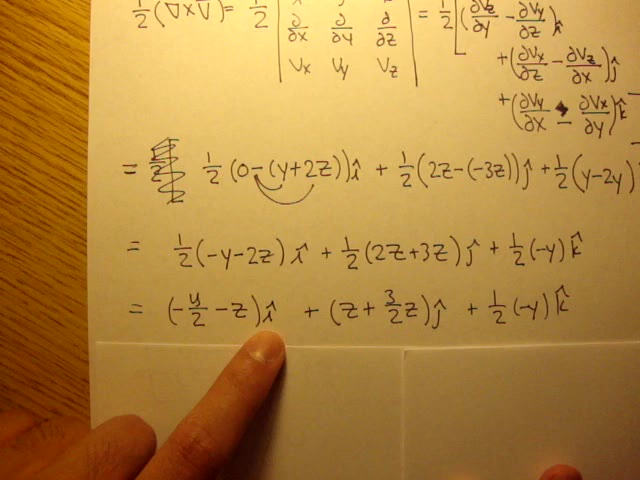 1/2(∇×V̄) = 1/2 | ∂/∂x ∂/∂y ∂/∂z | = 1/2[(∂Vz/∂y - ∂Vy/∂z)î
Vx Vy Vz
+(∂Vx/∂z - ∂Vz/∂x)ĵ
+(∂Vy/∂x - ∂Vx/∂y)k̂
= 1/2(0-(y+2z))î + 1/2(2z-(-3z))ĵ + 1/2(y-2y)
= 1/2(-y-2z)î + 1/2(2z+3z)ĵ + 1/2(-y)k̂
= (-y/2-z)î + (z+3/2z)ĵ + 1/2(-y)k̂